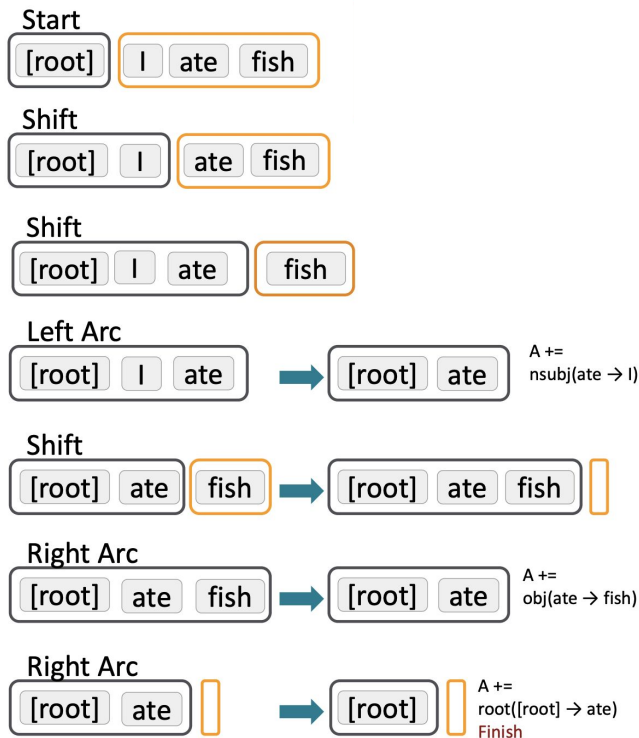 Start
[root] I ate fish
Shift
[root] I ate fish
Shift
[root] I ate fish
Left Arc
[root] I ate [root] ate A +=
nsubj(ate → I)
Shift
[root] ate fish [root] ate fish
Right Arc
[root] ate fish [root] ate A +=
obj(ate → fish)
Right Arc
[root] ate [root] A +=
root([root] → ate)
Finish